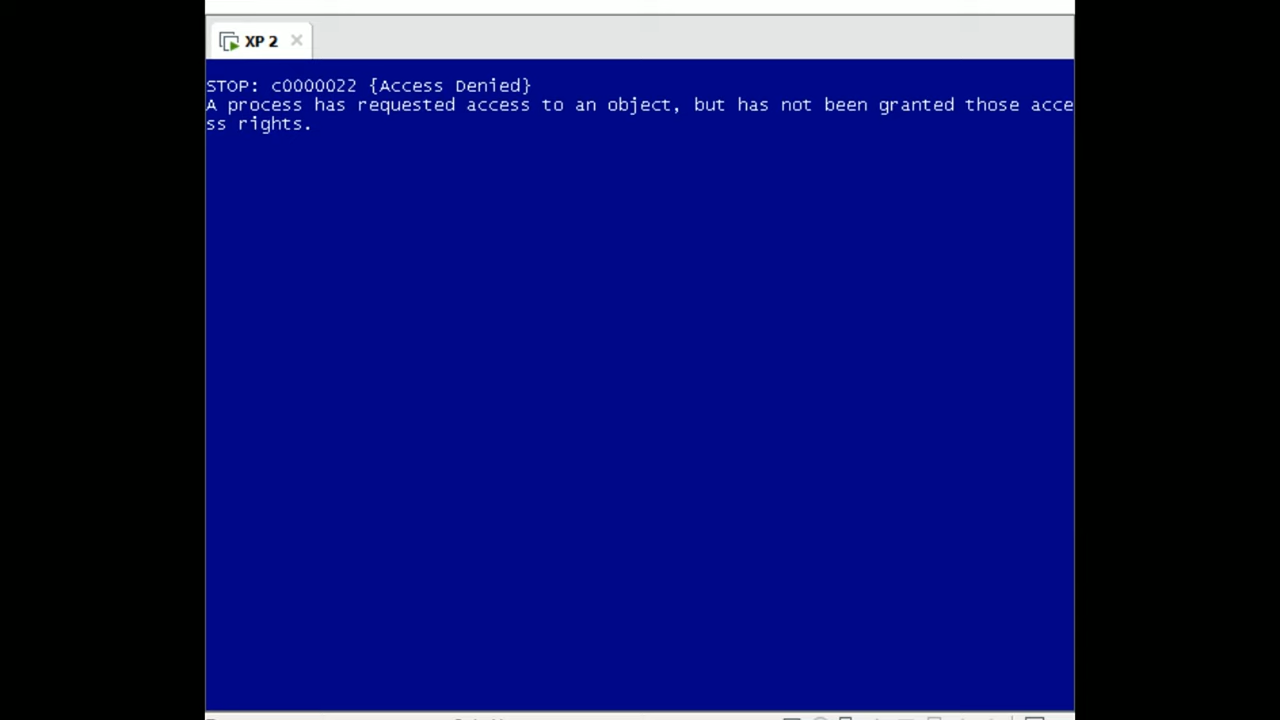 XP 2
STOP: c0000022 {Access Denied}
A process has requested access to an object, but has not been granted those acce
ss rights.